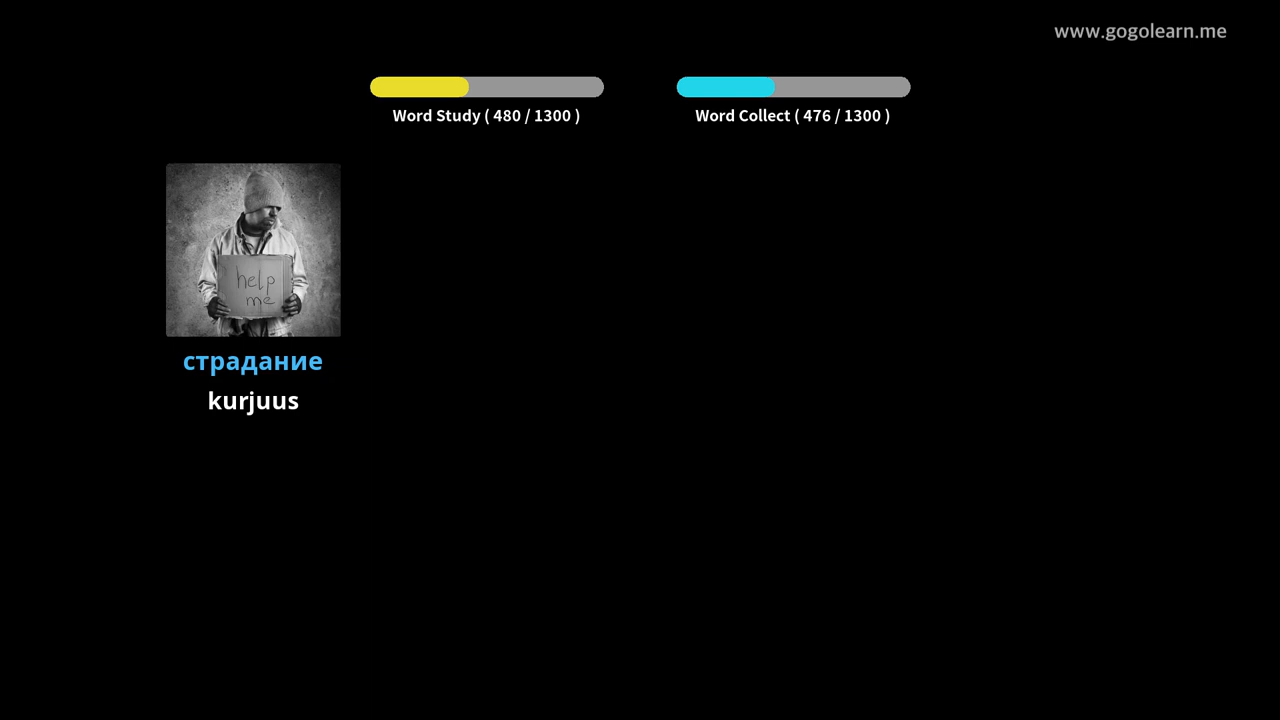 www.gogolearn.me
Word Study ( 480 / 1300 )
Word Collect ( 476 / 1300 )
help
me
страдание
kurjuus